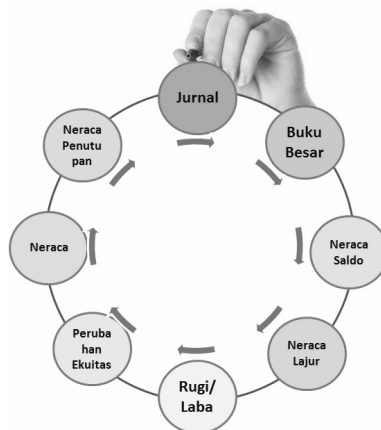 Jurnal
Buku
Besar
Neraca
Saldo
Neraca
Lajur
Rugi/
Laba
Peruba
han
Ekuitas
Neraca
Neraca
Penutu
pan